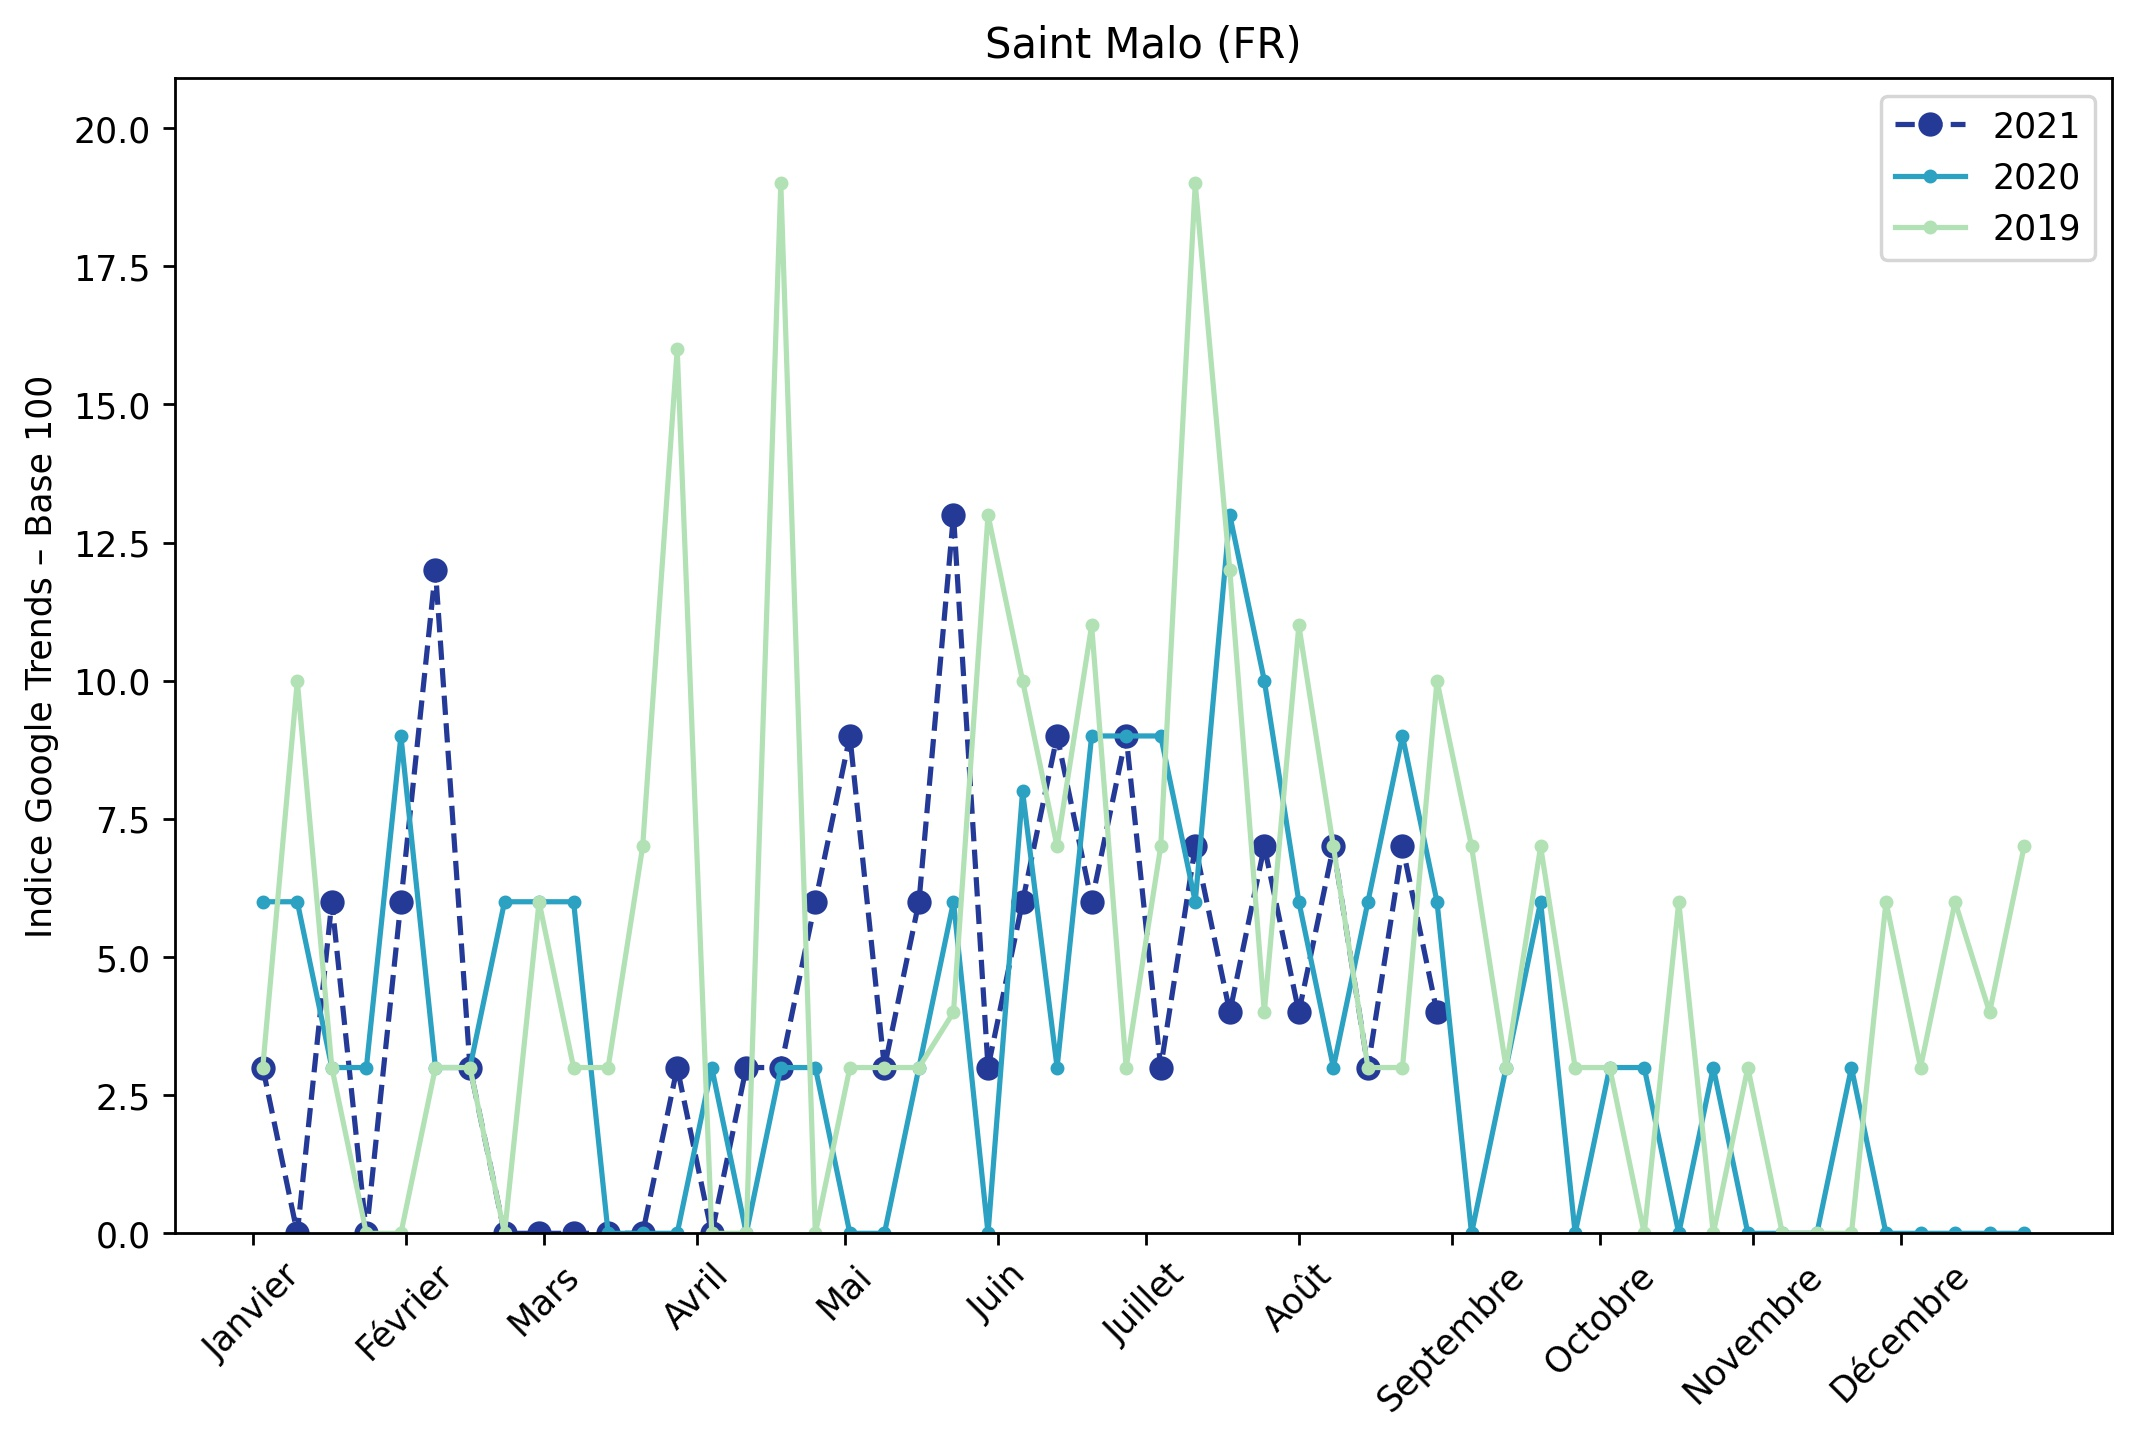 Saint Malo (FR)
2021
2020
2019
Indice Google Trends – Base 100
20.0
17.5
15.0
12.5
10.0
7.5
5.0
2.5
0.0
Janvier
Février
Mars
Avril
Mai
Juin
Juillet
Août
Septembre
Octobre
Novembre
Décembre